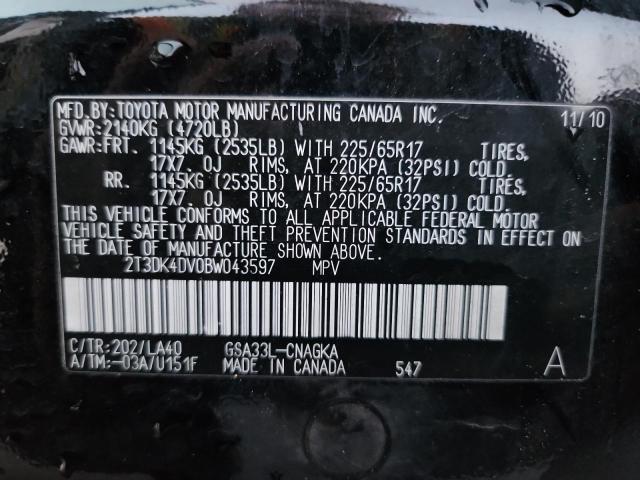 MFD.BY:TOYOTA MOTOR MANUFACTURING CANADA INC. 11/10
GVWR:2140KG (4720LB)
GAWR:FRT. 1145KG (2535LB) WITH 225/65R17 TIRES,
17X7.0J RIMS, AT 220KPA (32PSI) COLD.
RR. 1145KG (2535LB) WITH 225/65R17 TIRES,
17X7.0J RIMS, AT 220KPA (32PSI) COLD.
THIS VEHICLE CONFORMS TO ALL APPLICABLE FEDERAL MOTOR
VEHICLE SAFETY AND THEFT PREVENTION STANDARDS IN EFFECT ON
THE DATE OF MANUFACTURE SHOWN ABOVE.
2T3DK4DV0BW043597 MPV
C/TR:202/LA40 GSA33L-CNAGKA
A/TM:-03A/U151F MADE IN CANADA 547 A